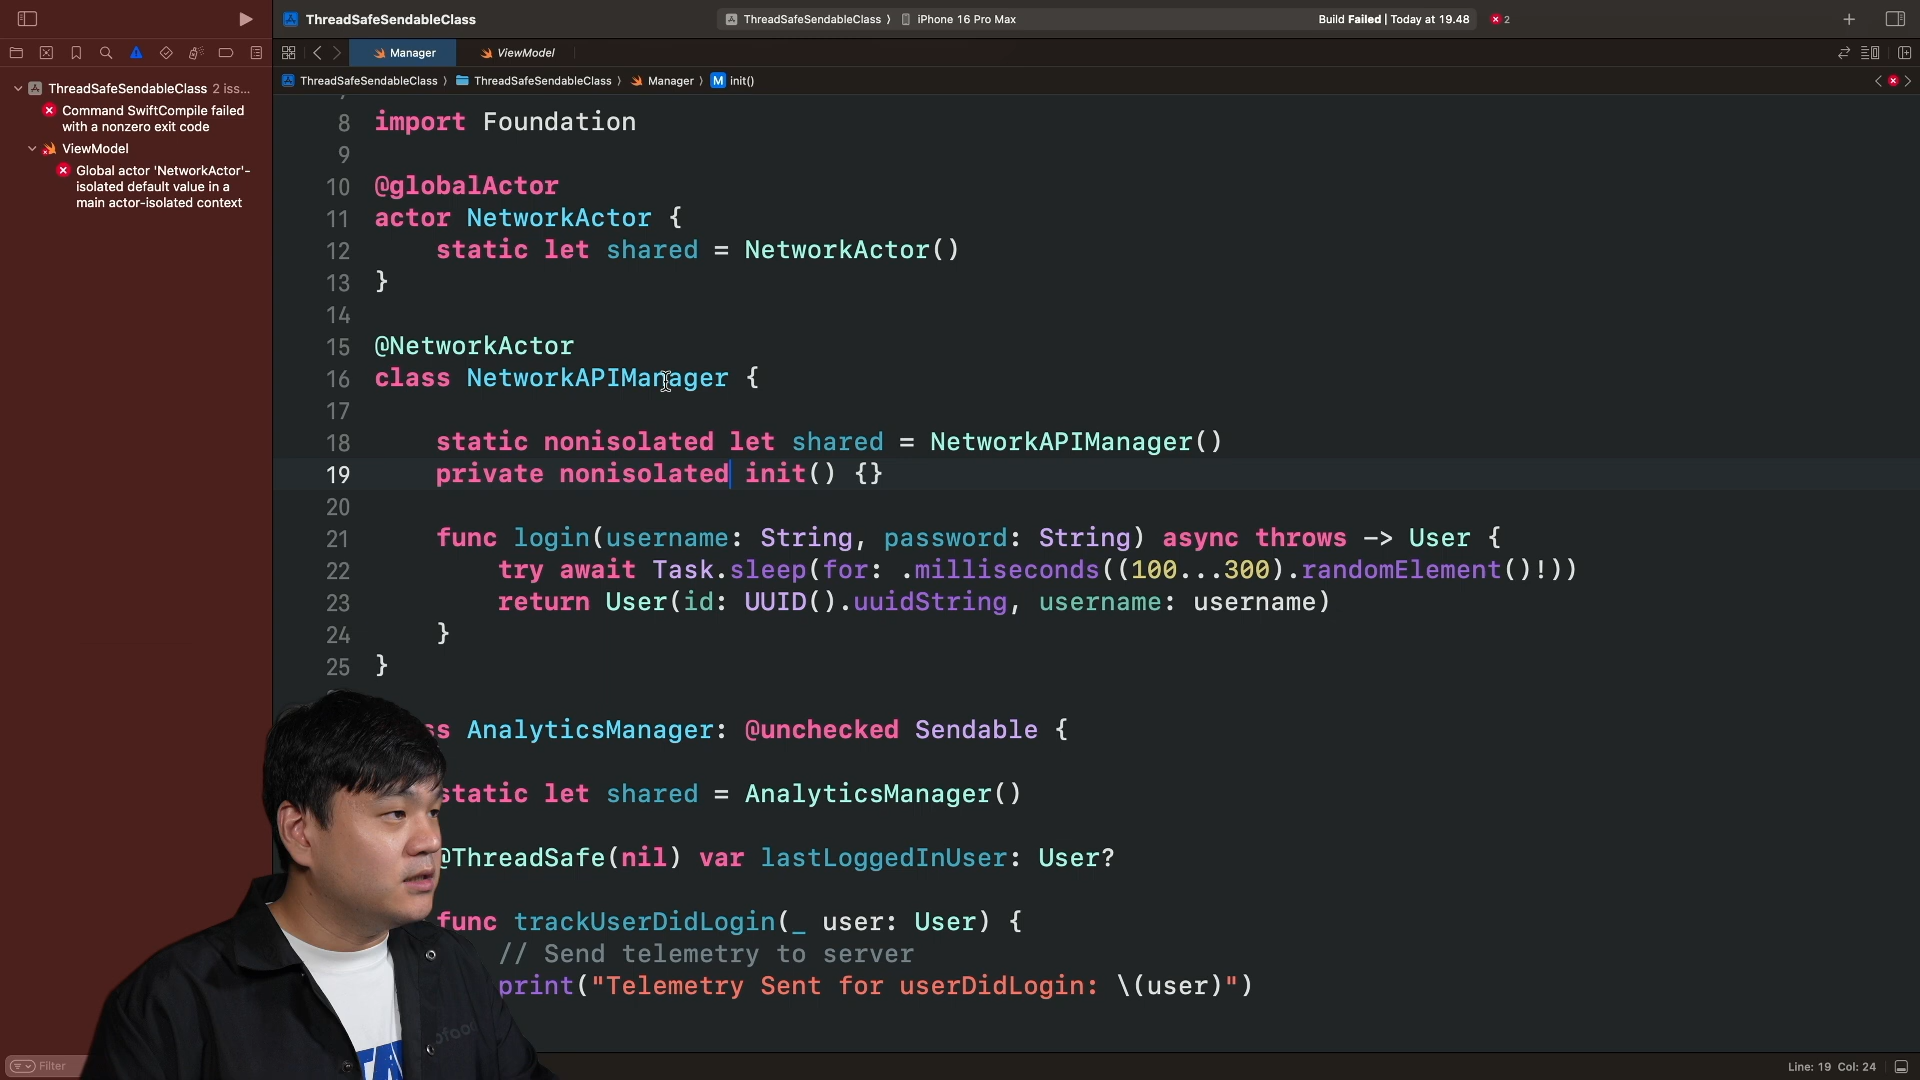 ThreadSafeSendableClass
ThreadSafeSendableClass 〉 iPhone 16 Pro Max
Build Failed | Today at 19.48
2
Manager
ViewModel
ThreadSafeSendableClass 〉 ThreadSafeSendableClass 〉 Manager 〉 M init()
ThreadSafeSendableClass 2 iss...
Command SwiftCompile failed
with a nonzero exit code
ViewModel
Global actor 'NetworkActor'-
isolated default value in a
main actor-isolated context
8 import Foundation
9
10 @globalActor
11 actor NetworkActor {
12 static let shared = NetworkActor()
13 }
14
15 @NetworkActor
16 class NetworkAPIManager {
17
18 static nonisolated let shared = NetworkAPIManager()
19 private nonisolated init() {}
20
21 func login(username: String, password: String) async throws -> User {
22 try await Task.sleep(for: .milliseconds((100...300).randomElement()!))
23 return User(id: UUID().uuidString, username: username)
24 }
25 }
AnalyticsManager: @unchecked Sendable {
static let shared = AnalyticsManager()
@ThreadSafe(nil) var lastLoggedInUser: User?
func trackUserDidLogin(_ user: User) {
// Send telemetry to server
print("Telemetry Sent for userDidLogin: \(user)")
Filter
Line: 19 Col: 24